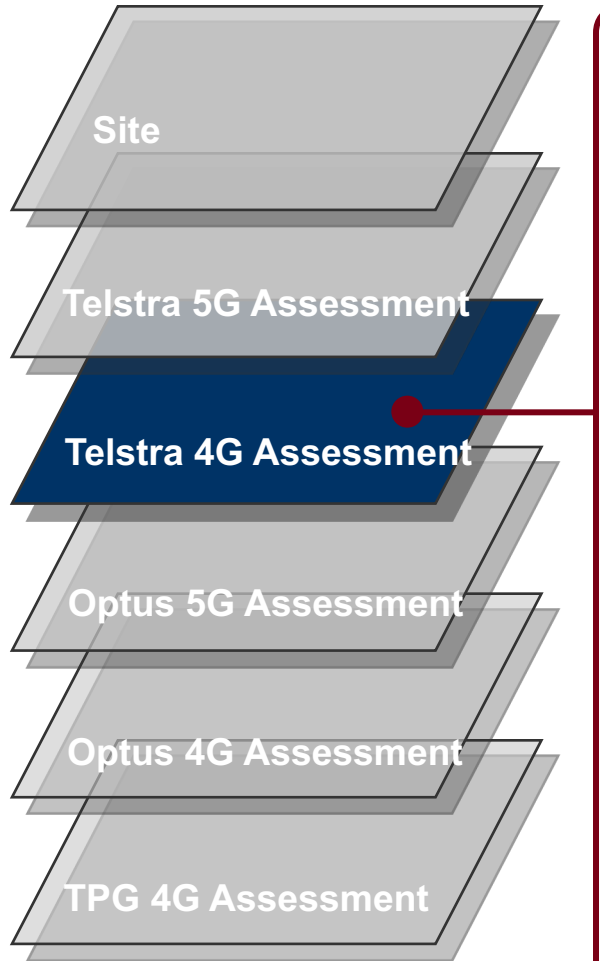 Site
Telstra 5G Assessment
Telstra 4G Assessment
Optus 5G Assessment
Optus 4G Assessment
TPG 4G Assessment